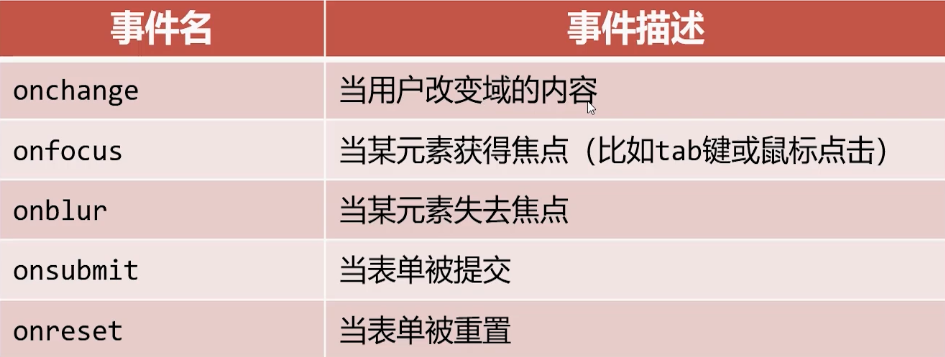 事件名 事件描述
onchange 当用户改变域的内容
onfocus 当某元素获得焦点（比如tab键或鼠标点击）
onblur 当某元素失去焦点
onsubmit 当表单被提交
onreset 当表单被重置